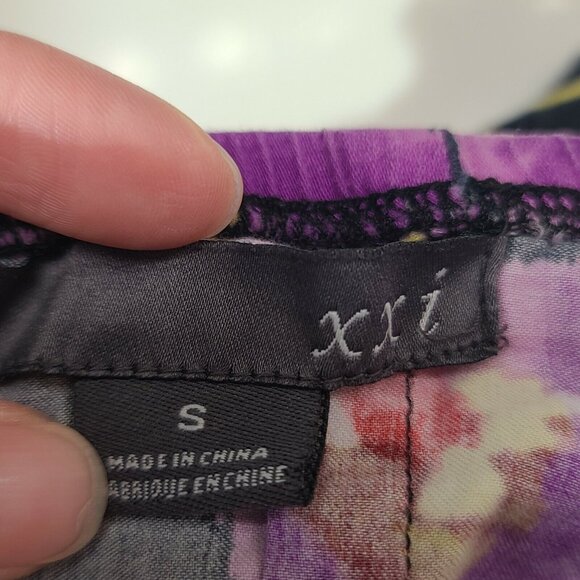 xxi
S
MADE IN CHINA
FABRIQUE EN CHINE